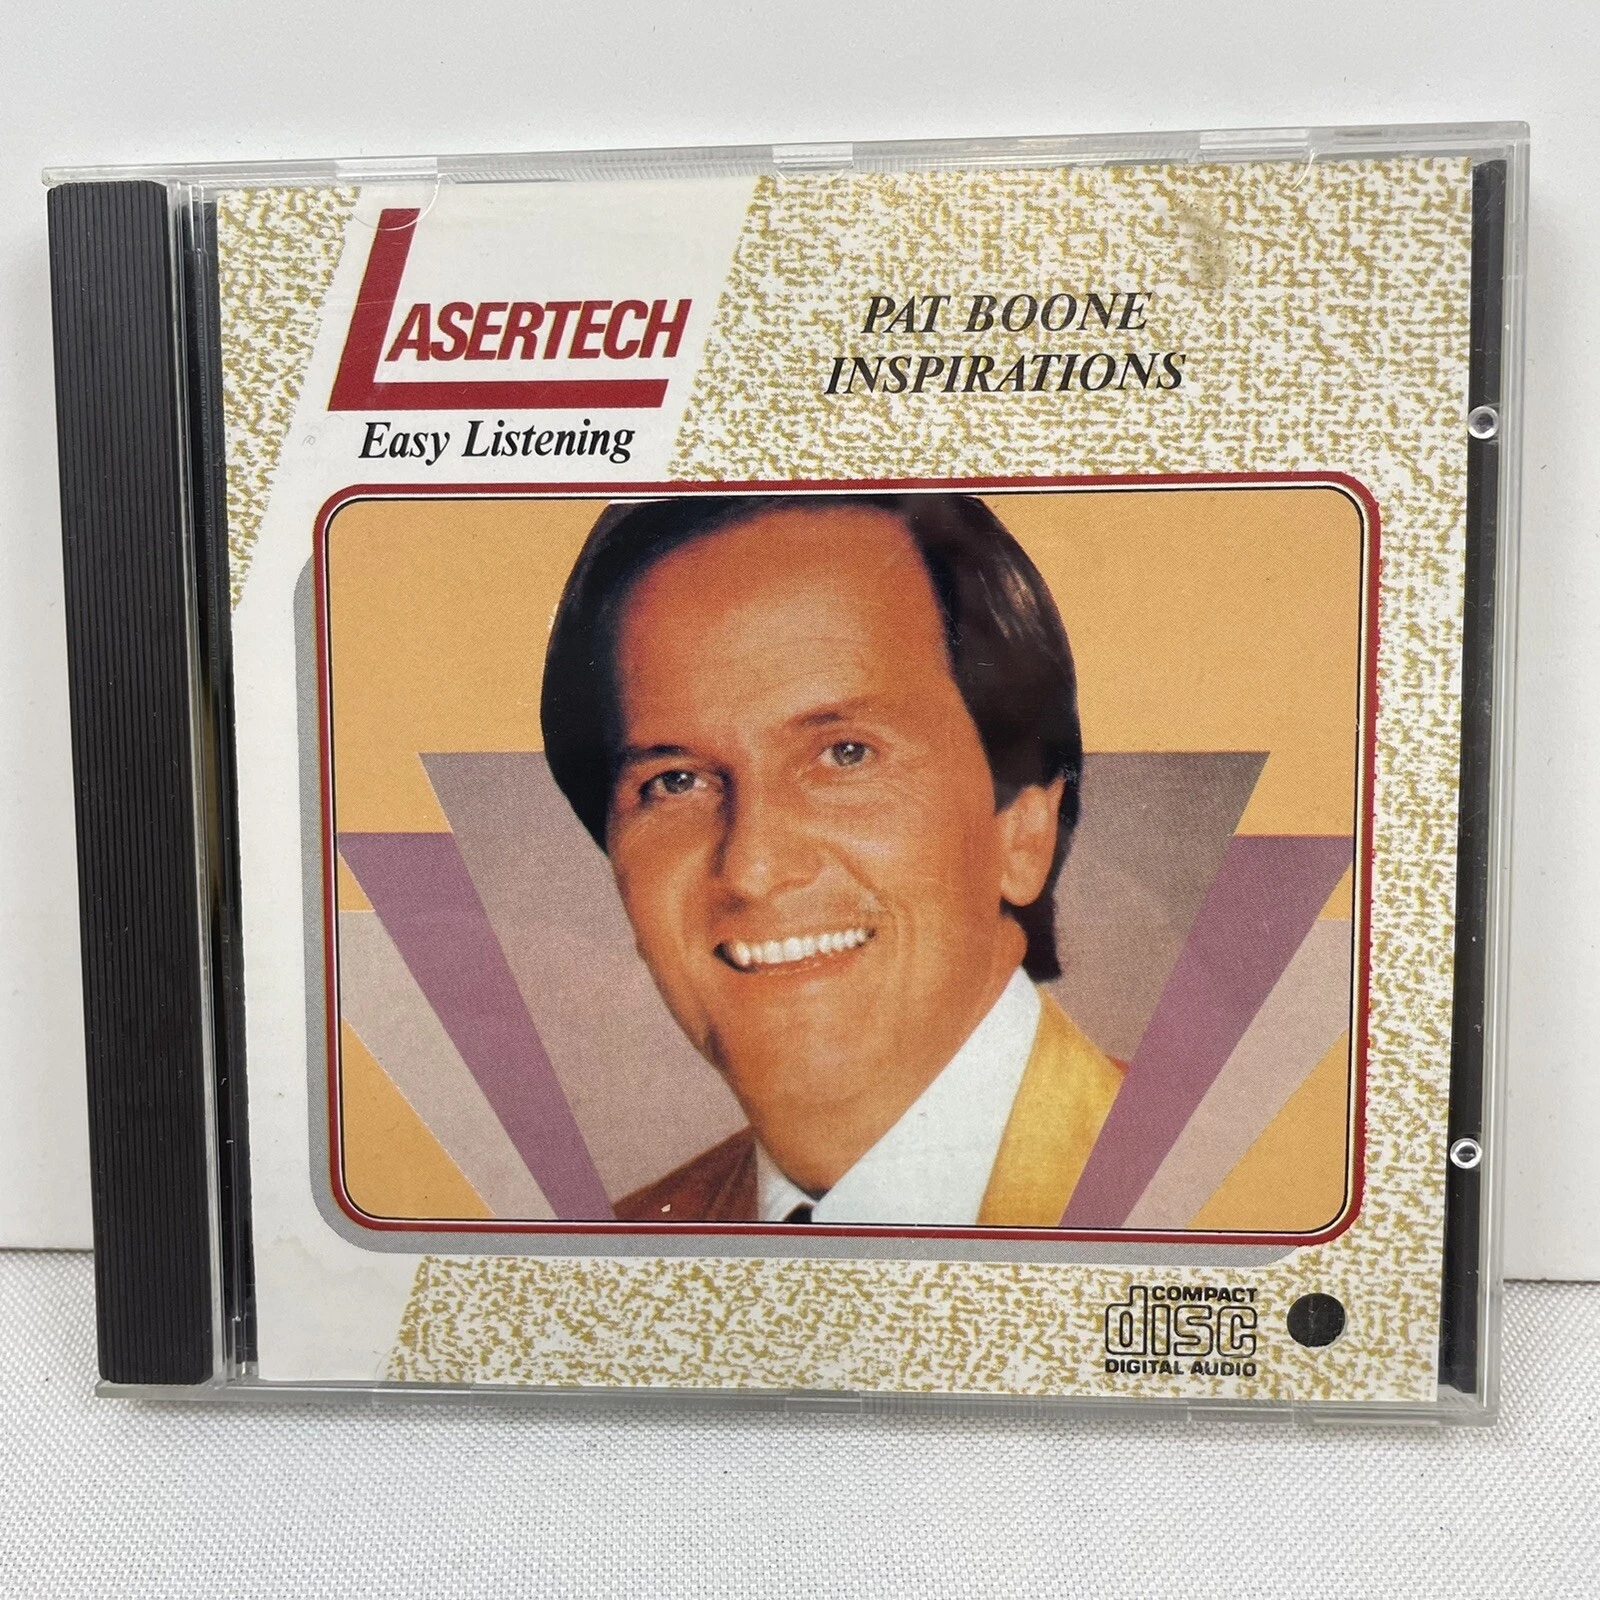 LASERTECH
Easy Listening
PAT BOONE
INSPIRATIONS
COMPACT
disc
DIGITAL AUDIO